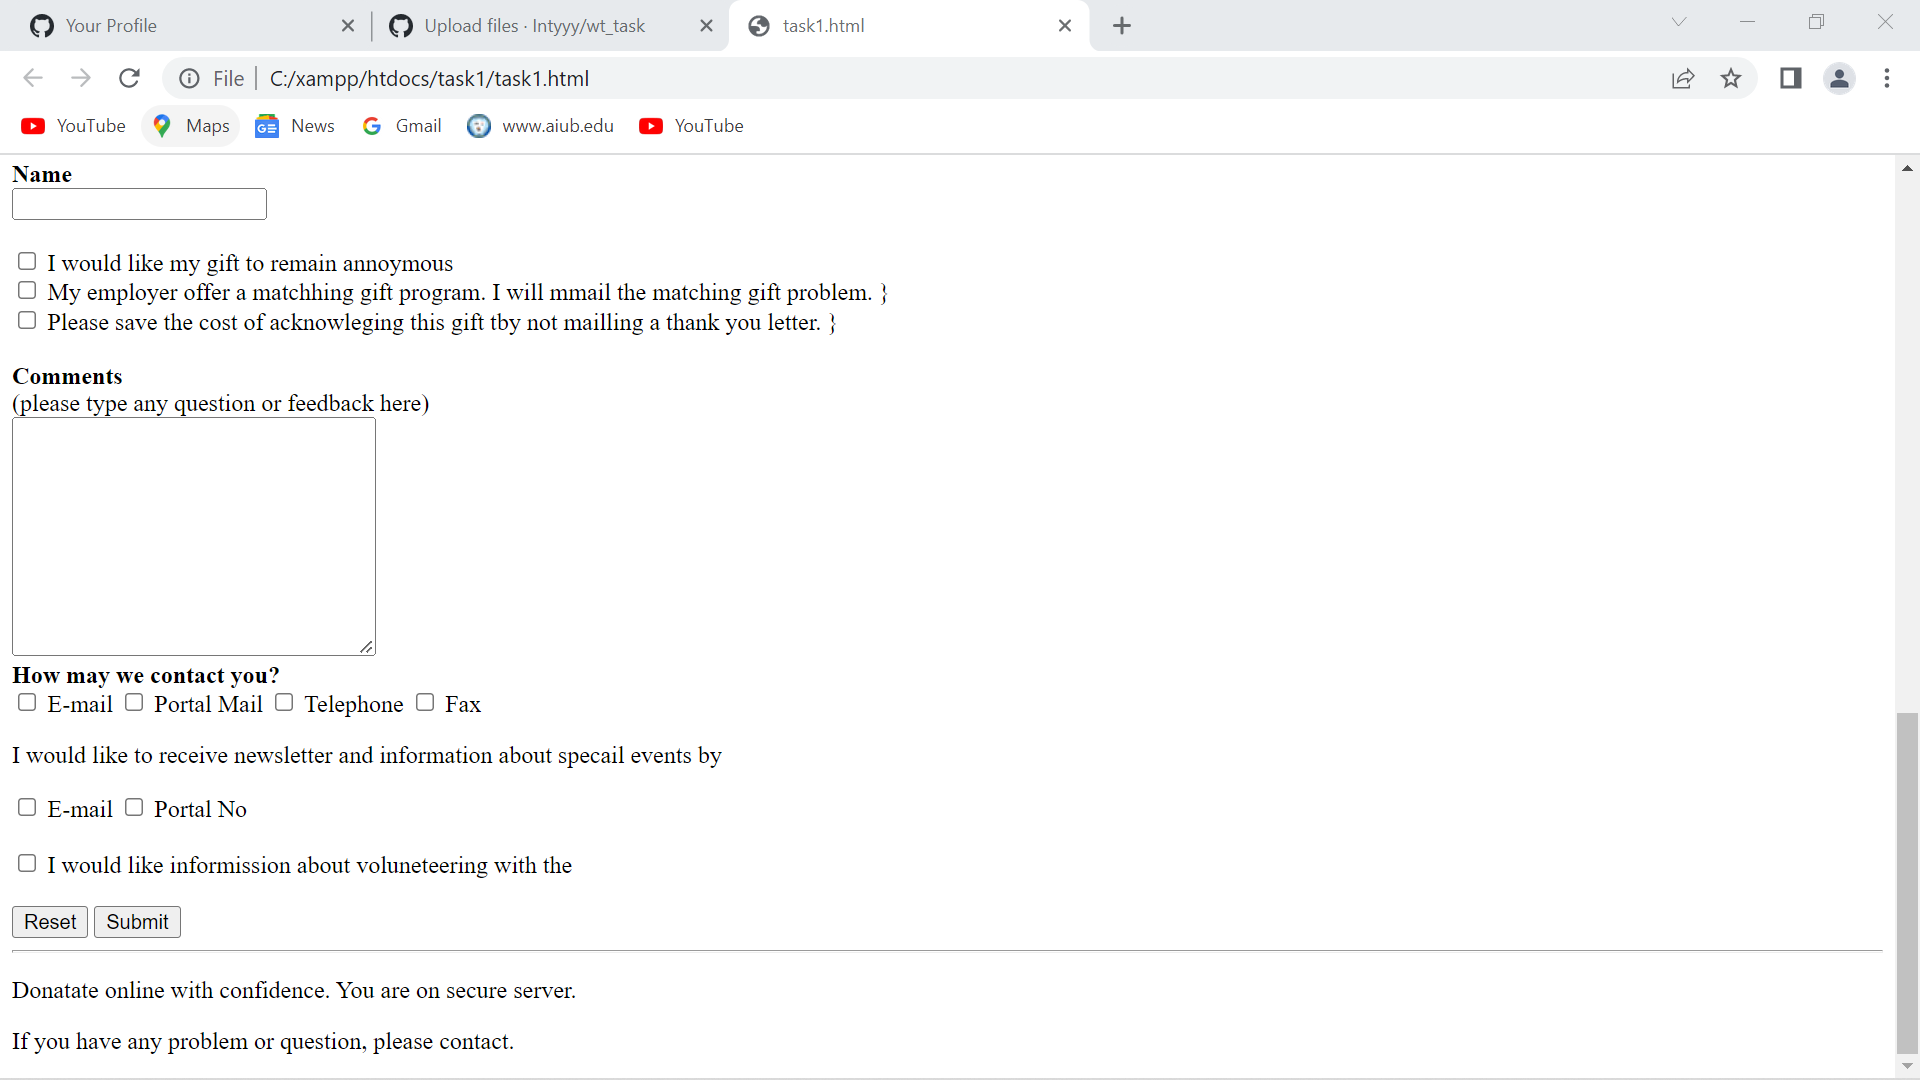 Your Profile
Upload files · Intyyy/wt_task
task1.html
File
C:/xampp/htdocs/task1/task1.html
YouTube
Maps
GE
News
G
Gmail
www.aiub.edu
YouTube
Name
I would like my gift to remain annoymous
My employer offer a matchhing gift program. I will mmail the matching gift problem. }
Please save the cost of acknowleging this gift tby not mailling a thank you letter. }
Comments
(please type any question or feedback here)
How may we contact you?
E-mail Portal Mail Telephone Fax
I would like to receive newsletter and information about specail events by
E-mail Portal No
I would like informission about voluneteering with the
Reset Submit
Donatate online with confidence. You are on secure server.
If you have any problem or question, please contact.